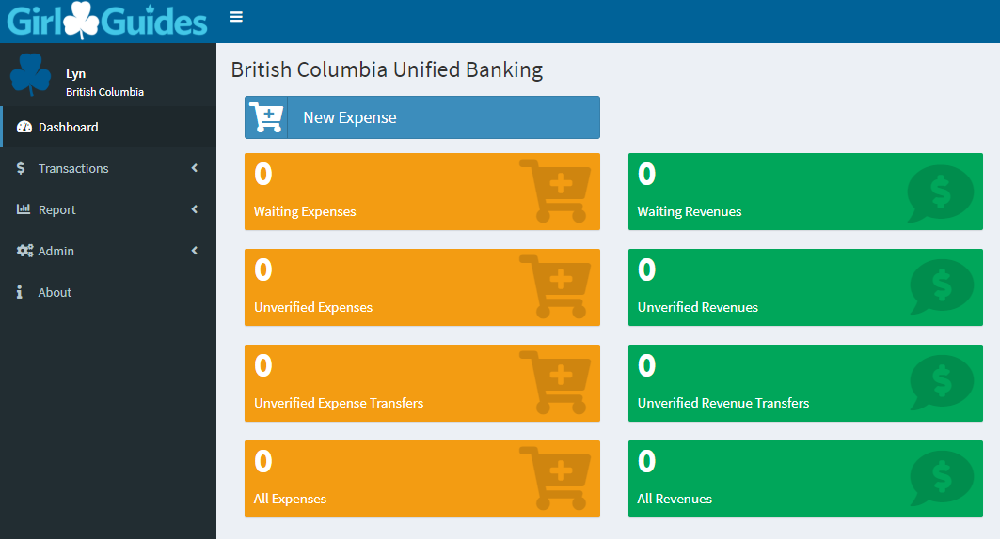 Girl Guides
Lyn
British Columbia
Dashboard
Transactions
Report
Admin
About
British Columbia Unified Banking
New Expense
0
Waiting Expenses
0
Waiting Revenues
0
Unverified Expenses
0
Unverified Revenues
0
Unverified Expense Transfers
0
Unverified Revenue Transfers
0
All Expenses
0
All Revenues